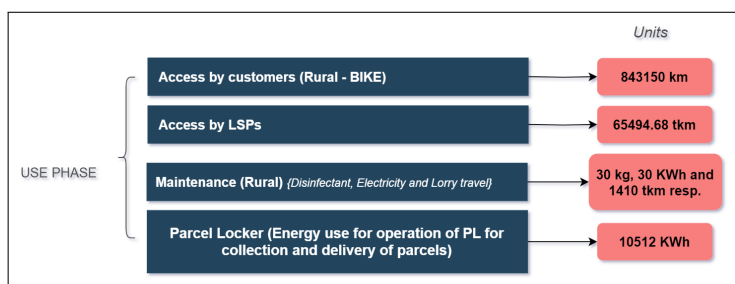 Units
Access by customers (Rural - BIKE)
843150 km
Access by LSPs
65494.68 tkm
USE PHASE
Maintenance (Rural) {Disinfectant, Electricity and Lorry travel}
30 kg, 30 KWh and
1410 tkm resp.
Parcel Locker (Energy use for operation of PL for
collection and delivery of parcels)
10512 KWh